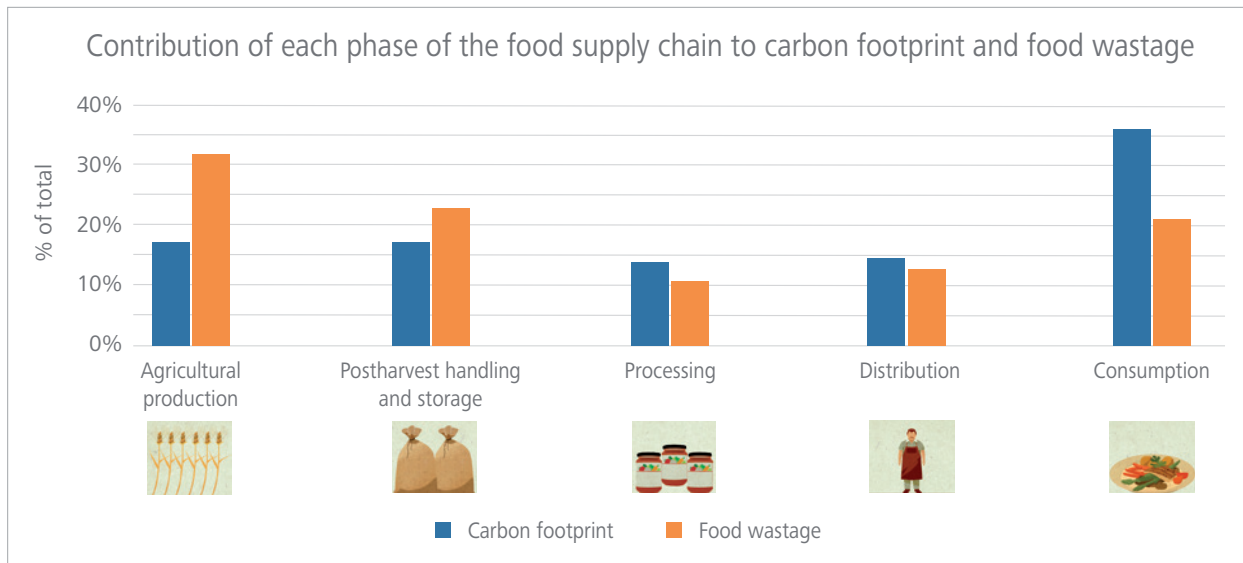 Contribution of each phase of the food supply chain to carbon footprint and food wastage
% of total
40%
30%
20%
10%
0%
Agricultural
production
Postharvest handling
and storage
Processing
Distribution
Consumption
Carbon footprint
Food wastage